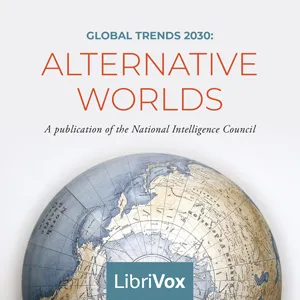 GLOBAL TRENDS 2030:
ALTERNATIVE
WORLDS
A publication of the National Intelligence Council
LibriVox